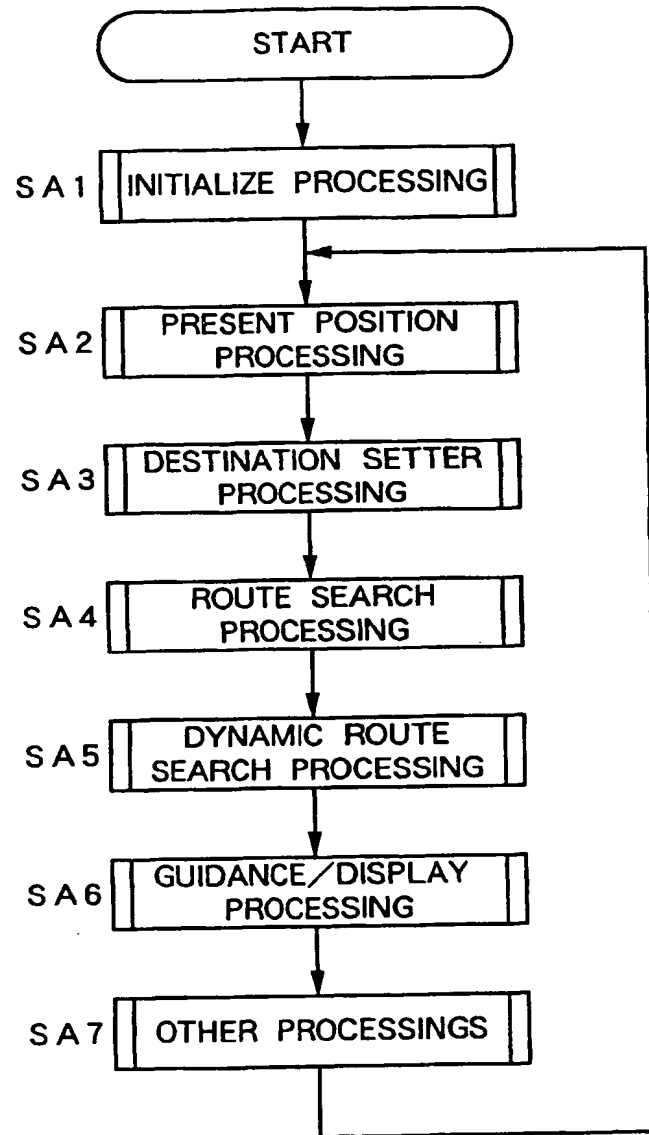 START
SA1 INITIALIZE PROCESSING
SA2 PRESENT POSITION
PROCESSING
SA3 DESTINATION SETTER
PROCESSING
SA4 ROUTE SEARCH
PROCESSING
SA5 DYNAMIC ROUTE
SEARCH PROCESSING
SA6 GUIDANCE/DISPLAY
PROCESSING
SA7 OTHER PROCESSINGS